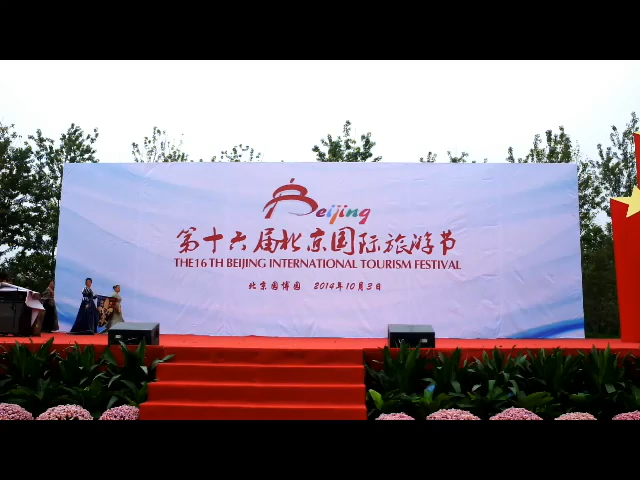 Beijing
第十六届北京国际旅游节
THE 16 TH BEIJING INTERNATIONAL TOURISM FESTIVAL
北京园博园 2014年10月3日